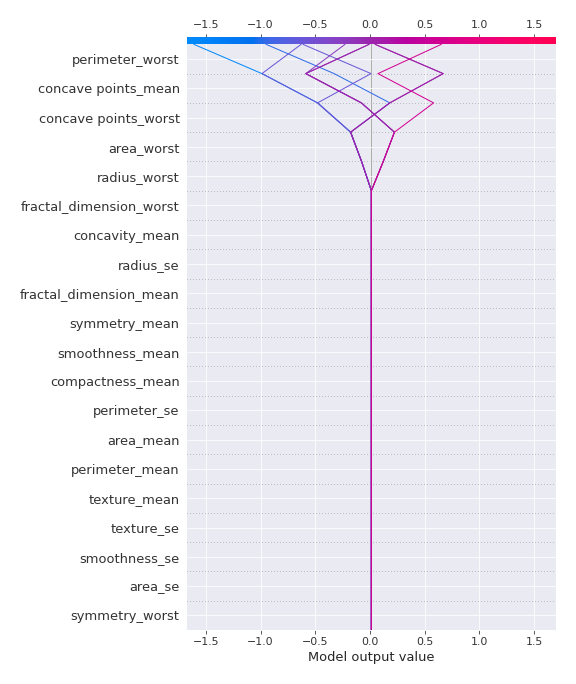 −1.5 −1.0 −0.5 0.0 0.5 1.0 1.5
perimeter_worst
concave points_mean
concave points_worst
area_worst
radius_worst
fractal_dimension_worst
concavity_mean
radius_se
fractal_dimension_mean
symmetry_mean
smoothness_mean
compactness_mean
perimeter_se
area_mean
perimeter_mean
texture_mean
texture_se
smoothness_se
area_se
symmetry_worst
−1.5 −1.0 −0.5 0.0 0.5 1.0 1.5
Model output value